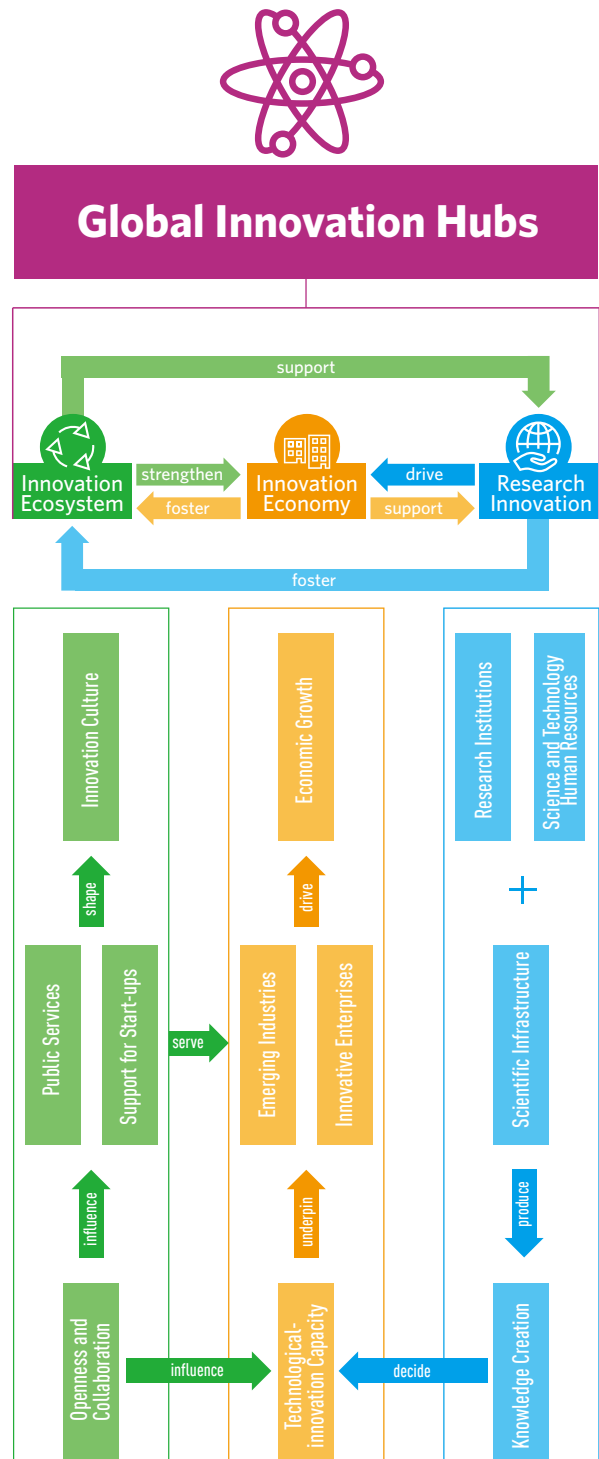 Global Innovation Hubs
support
Innovation
Ecosystem
strengthen
foster
Innovation
Economy
drive
support
Research
Innovation
foster
Innovation Culture
shape
Public Services
Support for Start-ups
influence
Openness and
Collaboration
serve
influence
Economic Growth
drive
Emerging Industries
Innovative Enterprises
underpin
Technological-
innovation Capacity
decide
Research Institutions
Science and Technology
Human Resources
+
Scientific Infrastructure
produce
Knowledge Creation